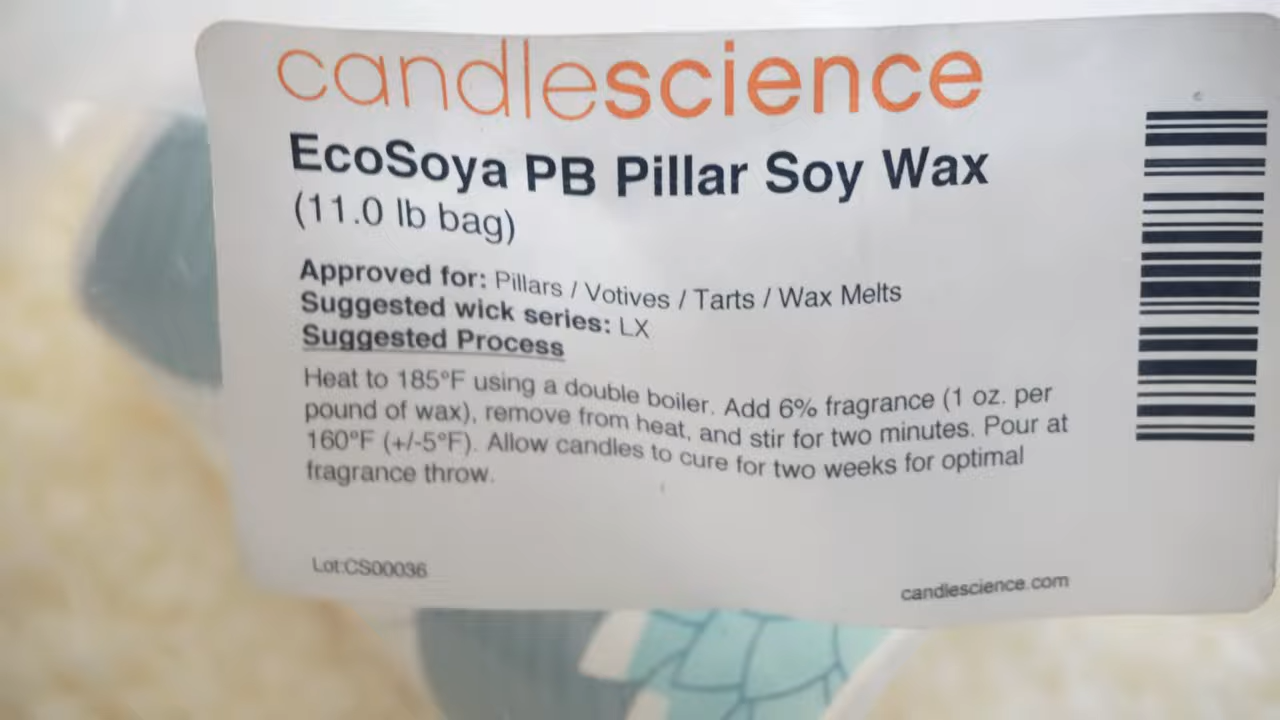 candlescience
EcoSoya PB Pillar Soy Wax
(11.0 lb bag)
Approved for: Pillars / Votives / Tarts / Wax Melts
Suggested wick series: LX
Suggested Process
Heat to 185°F using a double boiler. Add 6% fragrance (1 oz. per
pound of wax), remove from heat, and stir for two minutes. Pour at
160°F (+/-5°F). Allow candles to cure for two weeks for optimal
fragrance throw.
Lot:CS00036
candlescience.com